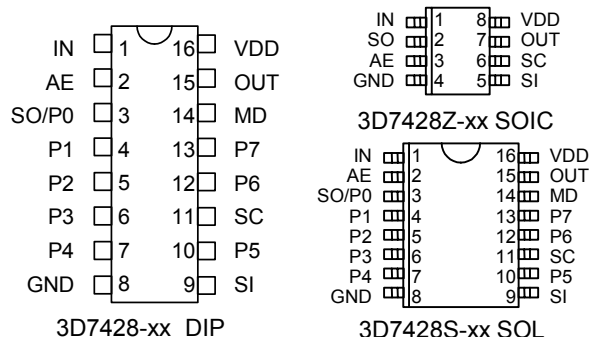 IN 1 16 VDD
AE 2 15 OUT
SO/P0 3 14 MD
P1 4 13 P7
P2 5 12 P6
P3 6 11 SC
P4 7 10 P5
GND 8 9 SI
3D7428-xx DIP
IN 1 8 VDD
SO 2 7 OUT
AE 3 6 SC
GND 4 5 SI
3D7428Z-xx SOIC
IN 1 16 VDD
AE 2 15 OUT
SO/P0 3 14 MD
P1 4 13 P7
P2 5 12 P6
P3 6 11 SC
P4 7 10 P5
GND 8 9 SI
3D7428S-xx SOL